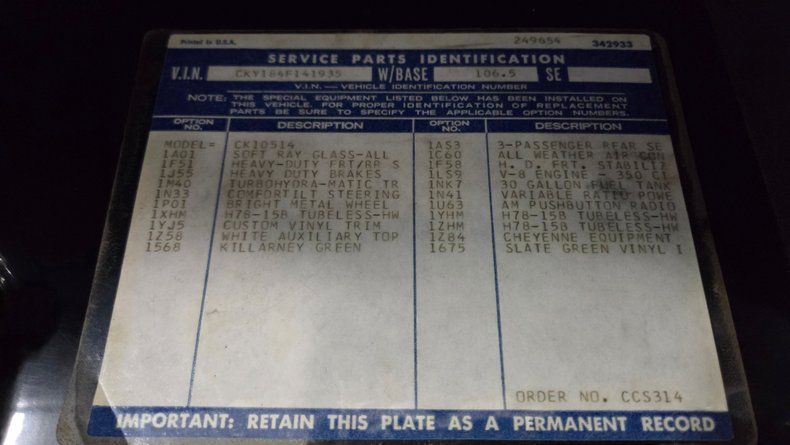 Printed in U.S.A. 249654 342933
SERVICE PARTS IDENTIFICATION
V.I.N. CKY184F141935 W/BASE 106.5 SE
V.I.N. — VEHICLE IDENTIFICATION NUMBER
NOTE: THE SPECIAL EQUIPMENT LISTED BELOW HAS BEEN INSTALLED ON
THIS VEHICLE. FOR PROPER IDENTIFICATION OF REPLACEMENT
PARTS BE SURE TO SPECIFY THE APPLICABLE OPTION NUMBERS.
OPTION NO. DESCRIPTION OPTION NO. DESCRIPTION
MODEL= CK10514 1AS3 3-PASSENGER REAR SE
1A01 SOFT RAY GLASS-ALL 1C60 ALL WEATHER AIR CON
1F51 HEAVY-DUTY FRT/RR S 1F58 H. D. FRT. STABILIZ
1J55 HEAVY DUTY BRAKES 1LS9 V-8 ENGINE - 350 CI
1M40 TURBOHYDRA-MATIC TR 1NK7 30 GALLON FUEL TANK
1N33 COMFORTILT STEERING 1N41 VARIABLE RATIO POWE
1P01 BRIGHT METAL WHEEL 1U63 AM PUSHBUTTON RADIO
1XHM H78-15B TUBELESS-HW 1YHM H78-15B TUBELESS-HW
1YJ5 CUSTOM VINYL TRIM 1ZHM H78-15B TUBELESS-HW
1Z58 WHITE AUXILIARY TOP 1Z84 CHEYENNE EQUIPMENT
1568 KILLARNEY GREEN 1675 SLATE GREEN VINYL I
ORDER NO. CCS314
IMPORTANT: RETAIN THIS PLATE AS A PERMANENT RECORD